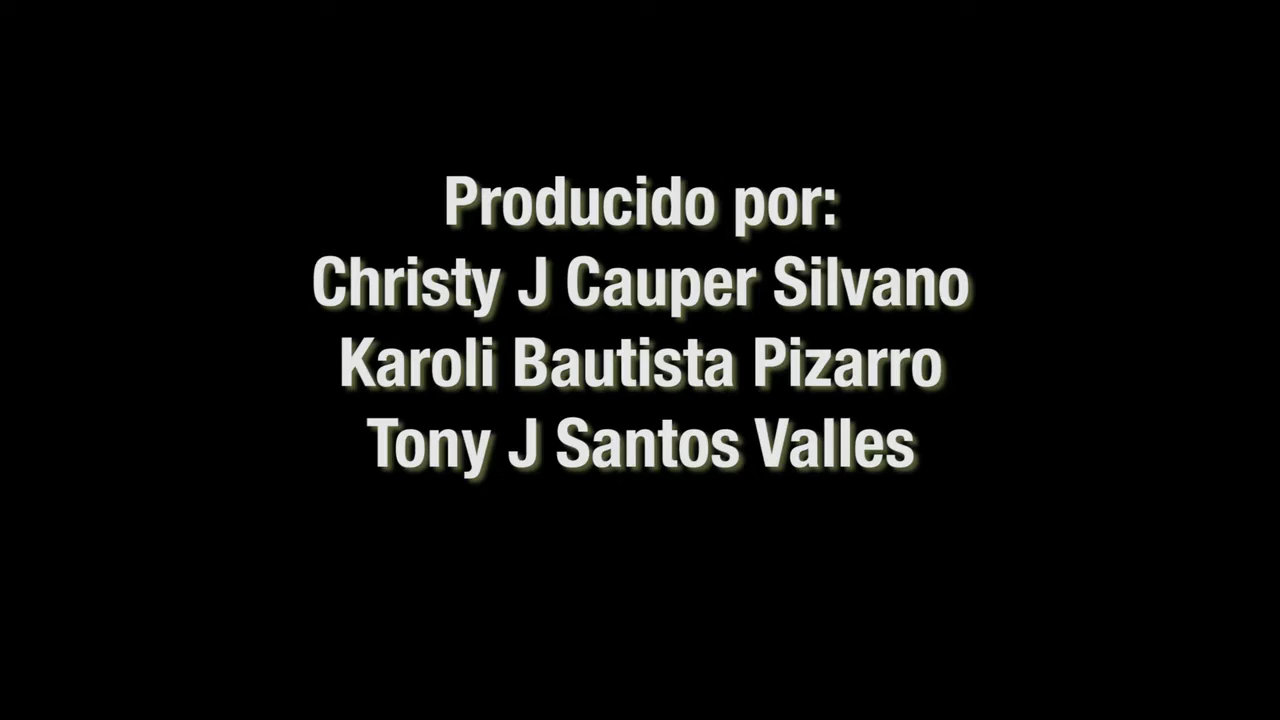 Producido por:
Christy J Cauper Silvano
Karoli Bautista Pizarro
Tony J Santos Valles